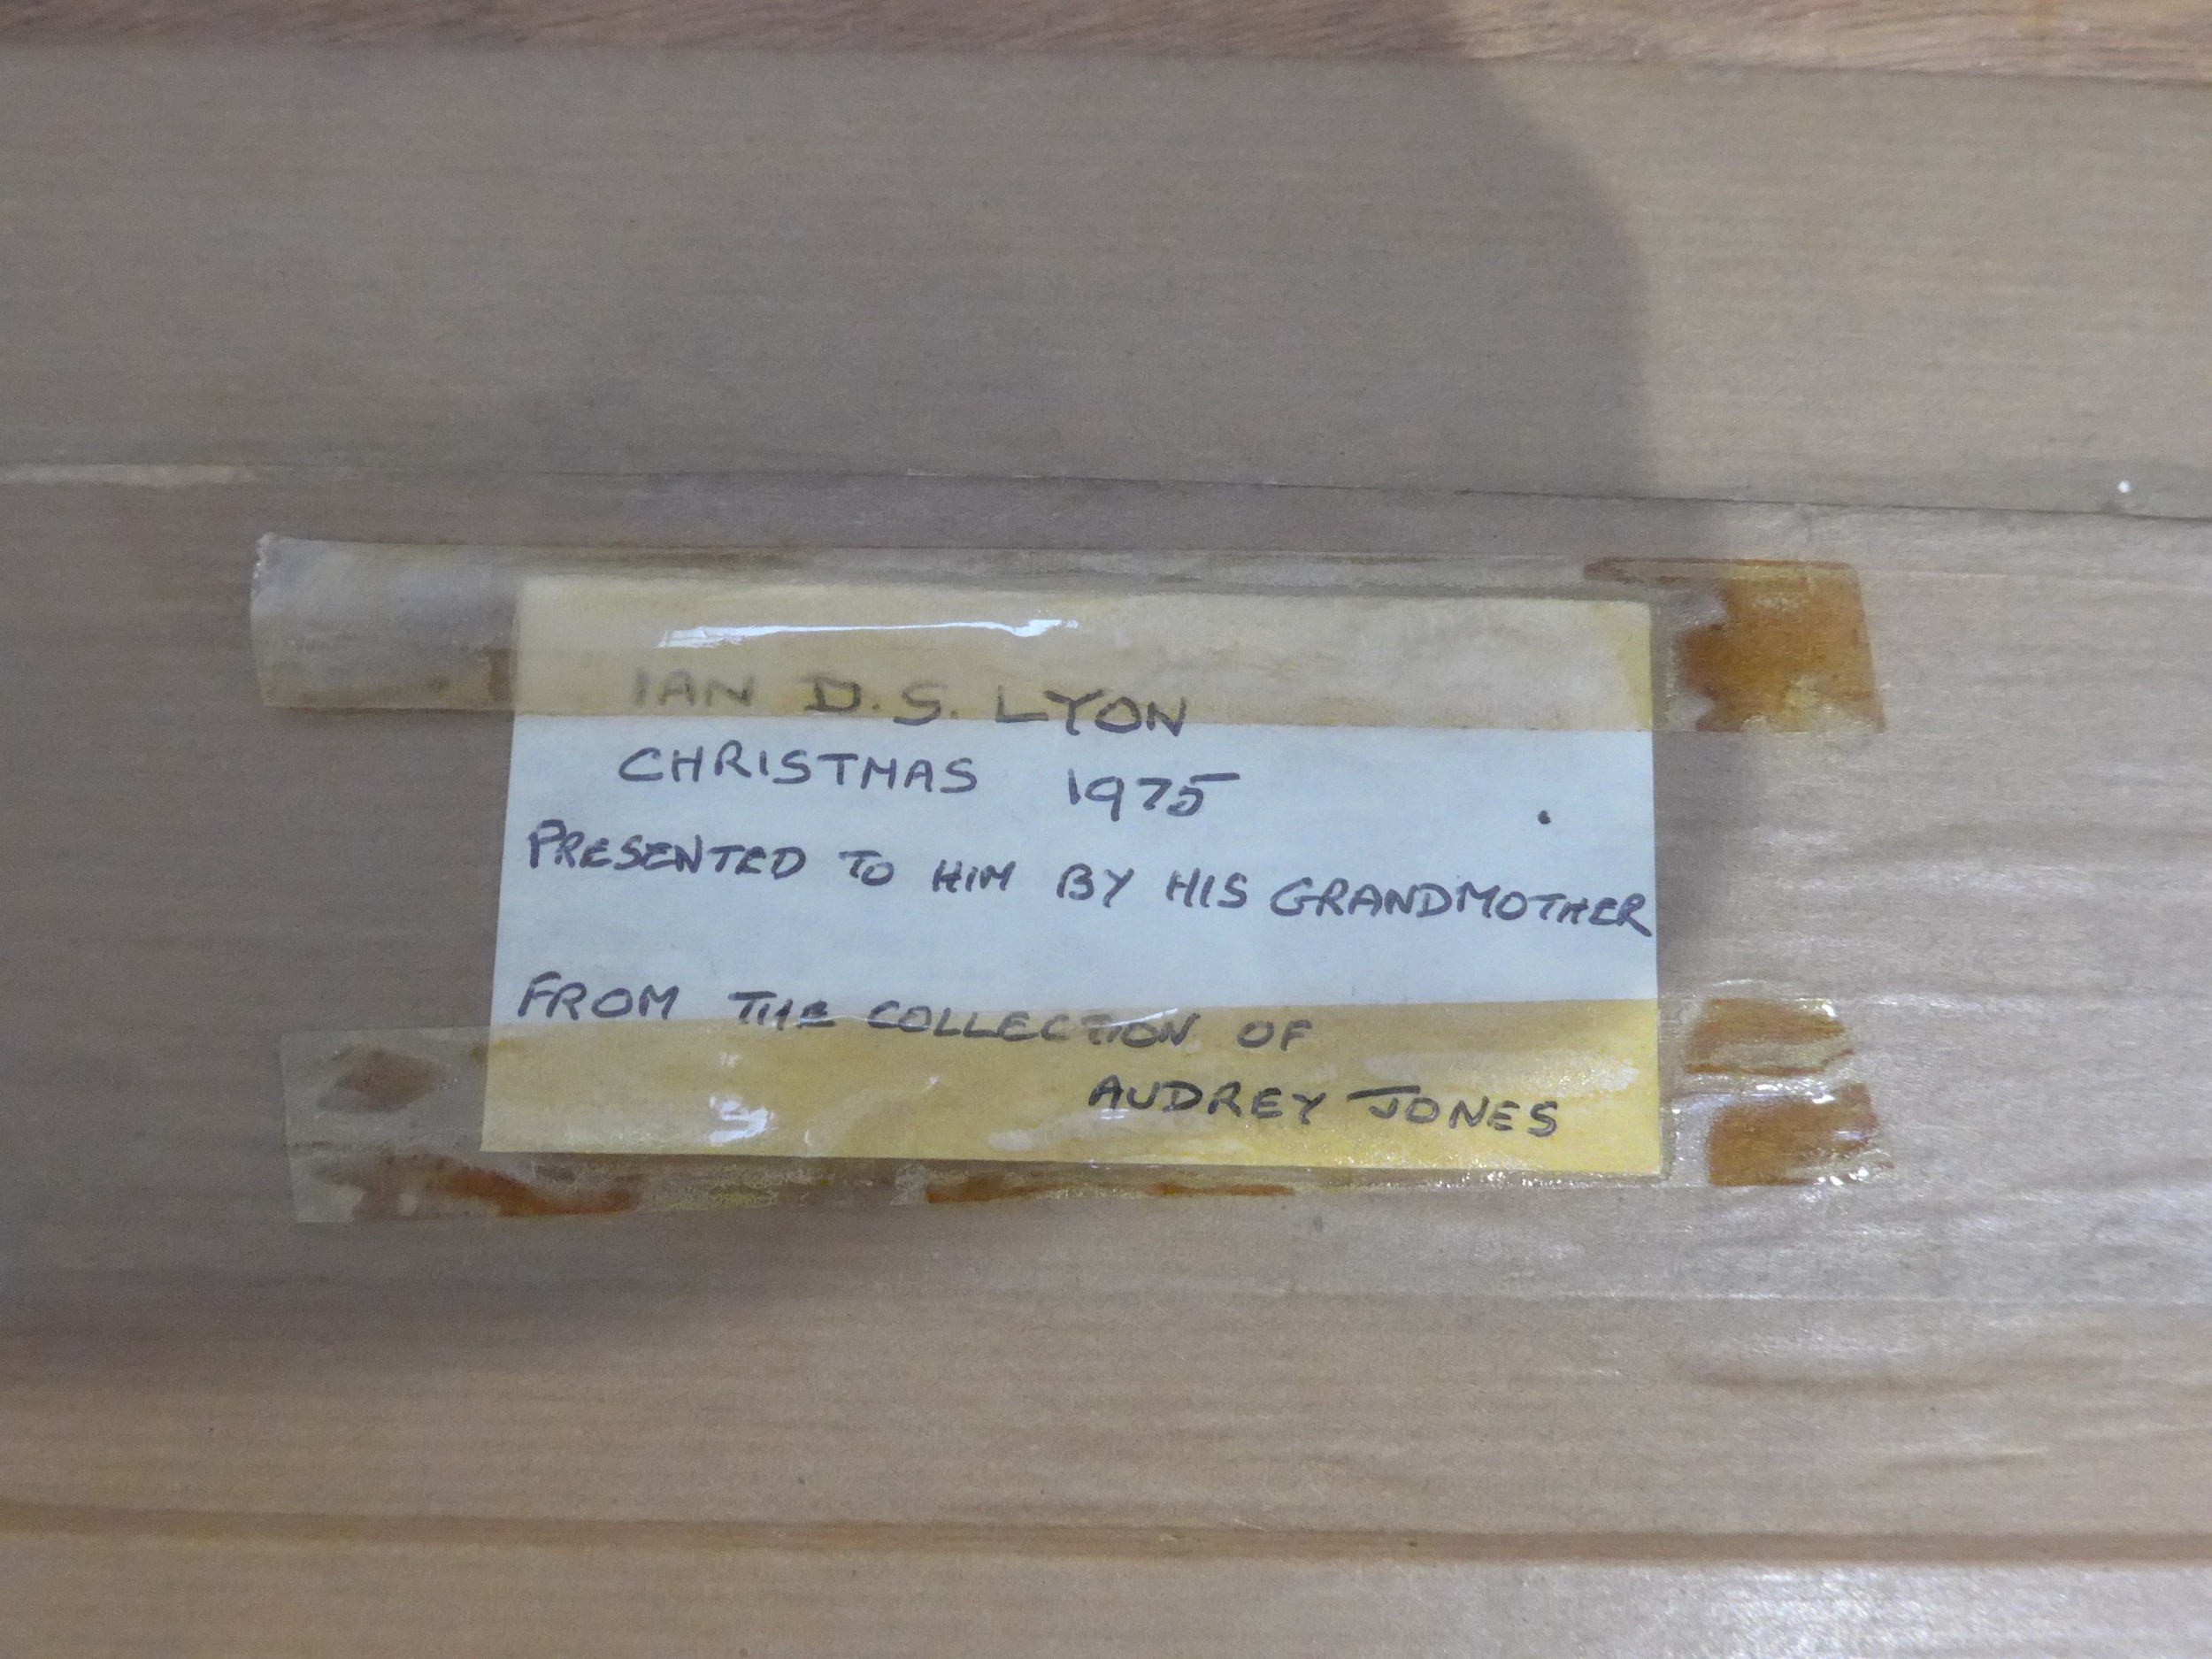 IAN D.S. LYON
CHRISTMAS 1975
PRESENTED TO HIM BY HIS GRANDMOTHER
FROM THE COLLECTION OF
AUDREY JONES